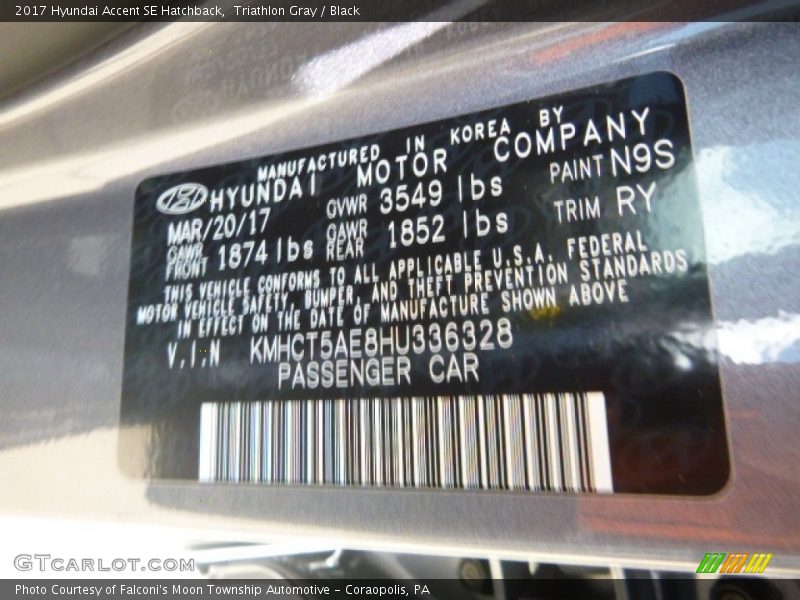 2017 Hyundai Accent SE Hatchback, Triathlon Gray / Black
MANUFACTURED IN KOREA BY
HYUNDAI MOTOR COMPANY
MAR/20/17 GVWR 3549 lbs PAINT N9S
GAWR FRONT 1874 lbs GAWR REAR 1852 lbs TRIM RY
THIS VEHICLE CONFORMS TO ALL APPLICABLE U.S.A. FEDERAL
MOTOR VEHICLE SAFETY, BUMPER, AND THEFT PREVENTION STANDARDS
IN EFFECT ON THE DATE OF MANUFACTURE SHOWN ABOVE
V.I.N KMHCT5AE8HU336328
PASSENGER CAR
GTcarlot.com
Photo Courtesy of Falconi's Moon Township Automotive - Coraopolis, PA